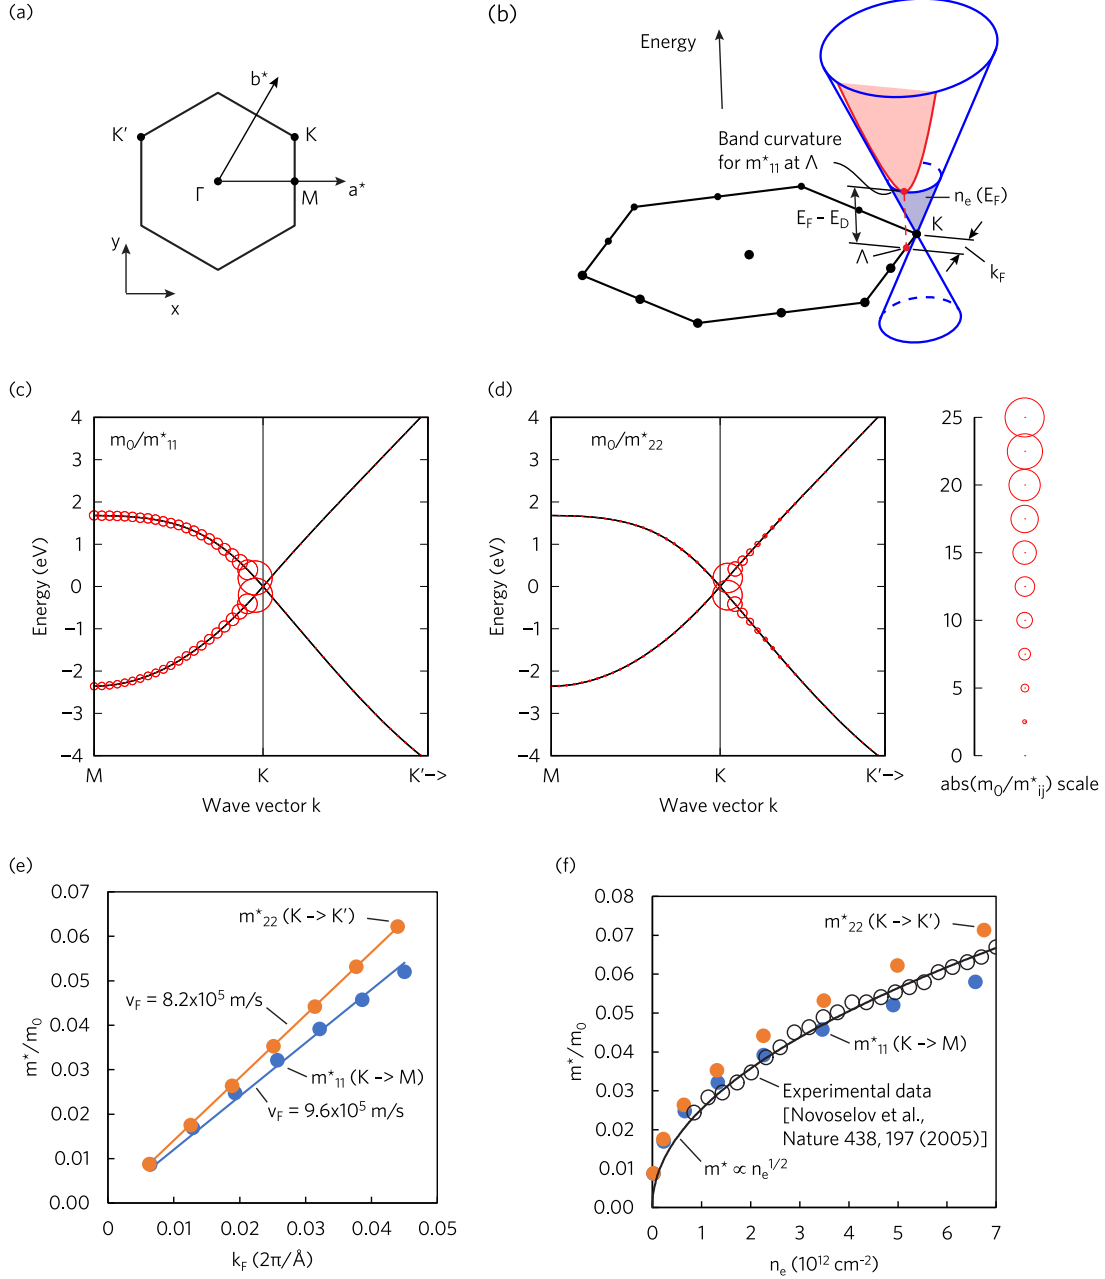 (a)
b*
K'
K
Γ
M
a*
y
x
(b)
Energy
Band curvature
for m*₁₁ at Λ
nₑ (E_F)
E_F – E_D
K
Λ
k_F
(c)
m₀/m*₁₁
Energy (eV)
4
3
2
1
0
−1
−2
−3
−4
M
K
K'−>
Wave vector k
(d)
m₀/m*₂₂
Energy (eV)
4
3
2
1
0
−1
−2
−3
−4
M
K
K'−>
Wave vector k
25
20
15
10
5
0
abs(m₀/m*ᵢⱼ) scale
(e)
m*/m₀
0.07
0.06
0.05
0.04
0.03
0.02
0.01
0.00
m*₂₂ (K –> K')
v_F = 8.2x10⁵ m/s
m*₁₁ (K –> M)
v_F = 9.6x10⁵ m/s
0
0.01
0.02
0.03
0.04
0.05
k_F (2π/Å)
(f)
m*/m₀
0.08
0.07
0.06
0.05
0.04
0.03
0.02
0.01
0.00
m*₂₂ (K –> K')
m*₁₁ (K –> M)
Experimental data
[Novoselov et al.,
Nature 438, 197 (2005)]
m* ∝ nₑ^1/2
0
1
2
3
4
5
6
7
nₑ (10¹² cm⁻²)